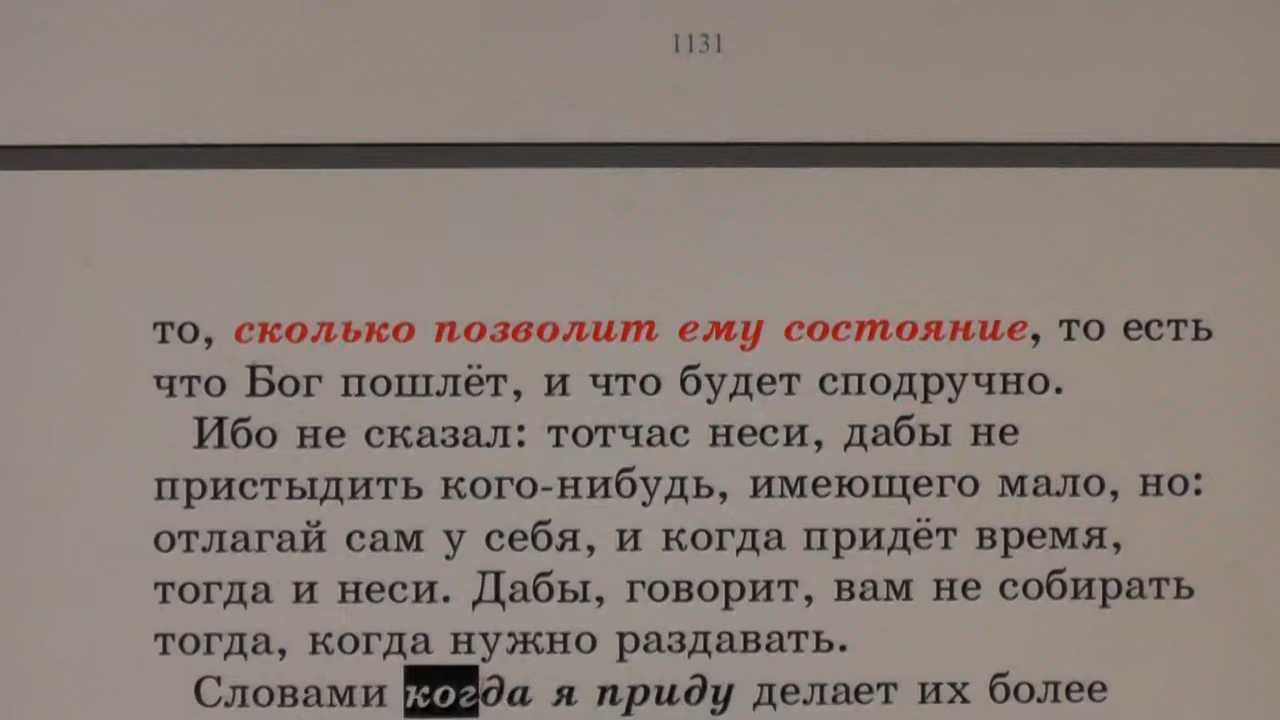 1131
то, сколько позволит ему состояние, то есть
что Бог пошлёт, и что будет сподручно.
Ибо не сказал: тотчас неси, дабы не
пристыдить кого-нибудь, имеющего мало, но:
отлагай сам у себя, и когда придёт время,
тогда и неси. Дабы, говорит, вам не собирать
тогда, когда нужно раздавать.
Словами когда я приду делает их более